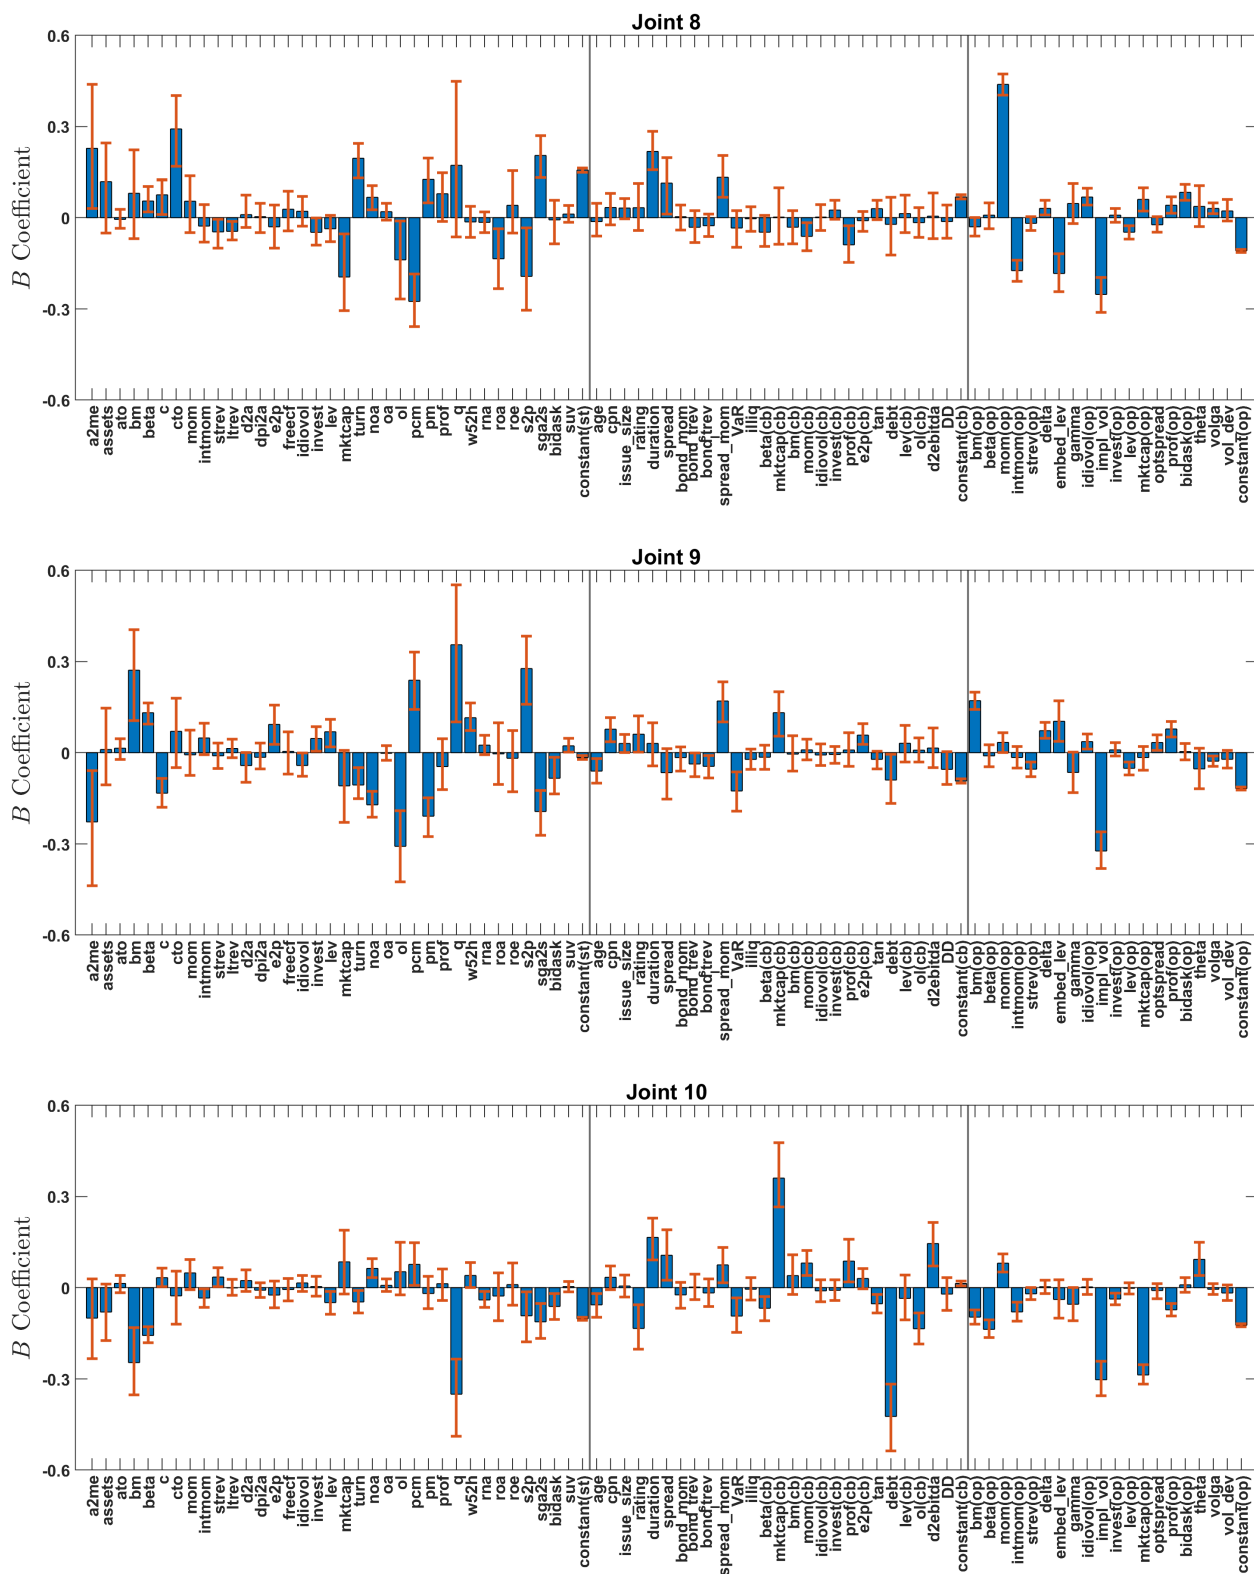 Joint 8
0.6
0.3
0
-0.3
-0.6
B Coefficient
a2me
assets
ato
bm
beta
c
cto
mom
intmom
strev
ltrev
d2a
dpi2a
e2p
freecf
idiovol
invest
lev
mktcap
turn
noa
oa
ol
pcm
pm
prof
q
w52h
rna
roa
roe
s2p
sga2s
bidask
suv
constant(st)
age
cpn
issue_size
rating
duration
spread
bond_mom
bond_trev
bond_ltrev
spread_mom
VaR
illiq
beta(cb)
mktcap(cb)
bm(cb)
mom(cb)
idiovol(cb)
invest(cb)
prof(cb)
e2p(cb)
tan
debt
lev(cb)
ol(cb)
d2ebitda
DD
constant(cb)
bm(op)
beta(op)
mom(op)
intmom(op)
strev(op)
delta
embed_lev
gamma
idiovol(op)
impl_vol
invest(op)
lev(op)
mktcap(op)
optspread
prof(op)
bidask(op)
theta
volga
vol_dev
constant(op)
Joint 9
0.6
0.3
0
-0.3
-0.6
B Coefficient
a2me
assets
ato
bm
beta
c
cto
mom
intmom
strev
ltrev
d2a
dpi2a
e2p
freecf
idiovol
invest
lev
mktcap
turn
noa
oa
ol
pcm
pm
prof
q
w52h
rna
roa
roe
s2p
sga2s
bidask
suv
constant(st)
age
cpn
issue_size
rating
duration
spread
bond_mom
bond_trev
bond_ltrev
spread_mom
VaR
illiq
beta(cb)
mktcap(cb)
bm(cb)
mom(cb)
idiovol(cb)
invest(cb)
prof(cb)
e2p(cb)
tan
debt
lev(cb)
ol(cb)
d2ebitda
DD
constant(cb)
bm(op)
beta(op)
mom(op)
intmom(op)
strev(op)
delta
embed_lev
gamma
idiovol(op)
impl_vol
invest(op)
lev(op)
mktcap(op)
optspread
prof(op)
bidask(op)
theta
volga
vol_dev
constant(op)
Joint 10
0.6
0.3
0
-0.3
-0.6
B Coefficient
a2me
assets
ato
bm
beta
c
cto
mom
intmom
strev
ltrev
d2a
dpi2a
e2p
freecf
idiovol
invest
lev
mktcap
turn
noa
oa
ol
pcm
pm
prof
q
w52h
rna
roa
roe
s2p
sga2s
bidask
suv
constant(st)
age
cpn
issue_size
rating
duration
spread
bond_mom
bond_trev
bond_ltrev
spread_mom
VaR
illiq
beta(cb)
mktcap(cb)
bm(cb)
mom(cb)
idiovol(cb)
invest(cb)
prof(cb)
e2p(cb)
tan
debt
lev(cb)
ol(cb)
d2ebitda
DD
constant(cb)
bm(op)
beta(op)
mom(op)
intmom(op)
strev(op)
delta
embed_lev
gamma
idiovol(op)
impl_vol
invest(op)
lev(op)
mktcap(op)
optspread
prof(op)
bidask(op)
theta
volga
vol_dev
constant(op)